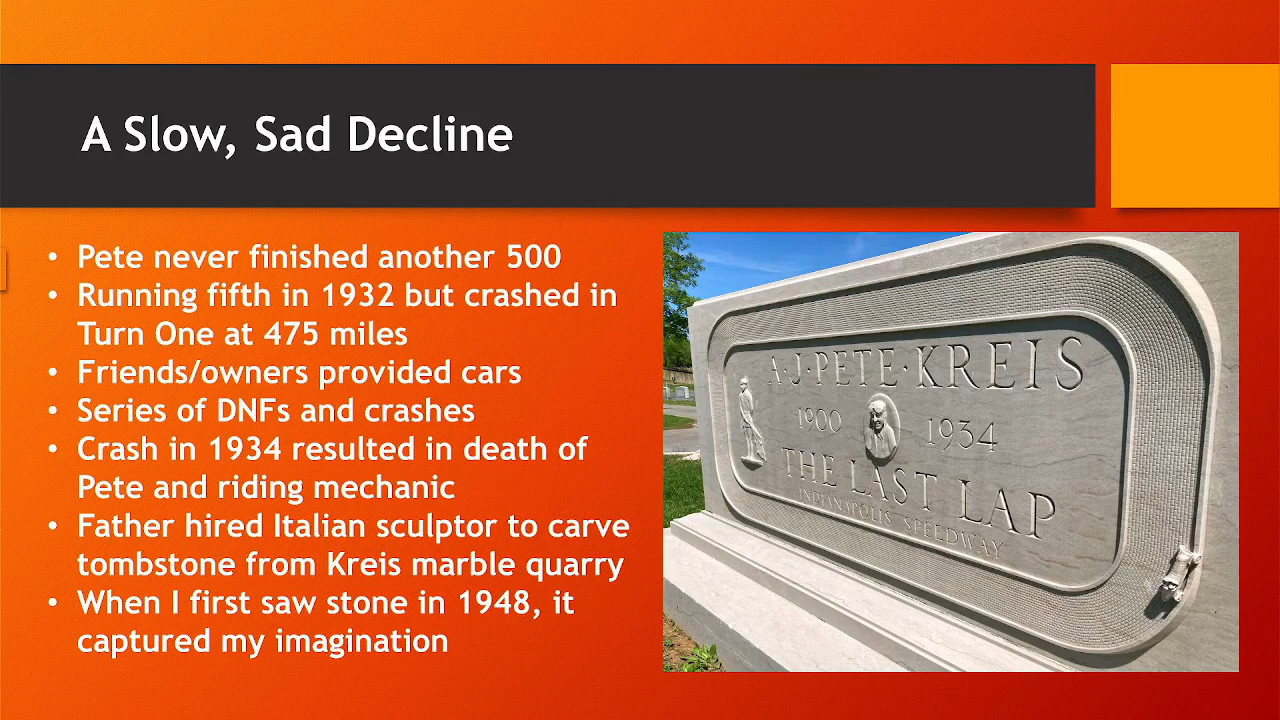 A Slow, Sad Decline
• Pete never finished another 500
• Running fifth in 1932 but crashed in
Turn One at 475 miles
• Friends/owners provided cars
• Series of DNFs and crashes
• Crash in 1934 resulted in death of
Pete and riding mechanic
• Father hired Italian sculptor to carve
tombstone from Kreis marble quarry
• When I first saw stone in 1948, it
captured my imagination
A·J·PETE·KREIS
1900 1934
THE LAST LAP
INDIANAPOLIS SPEEDWAY